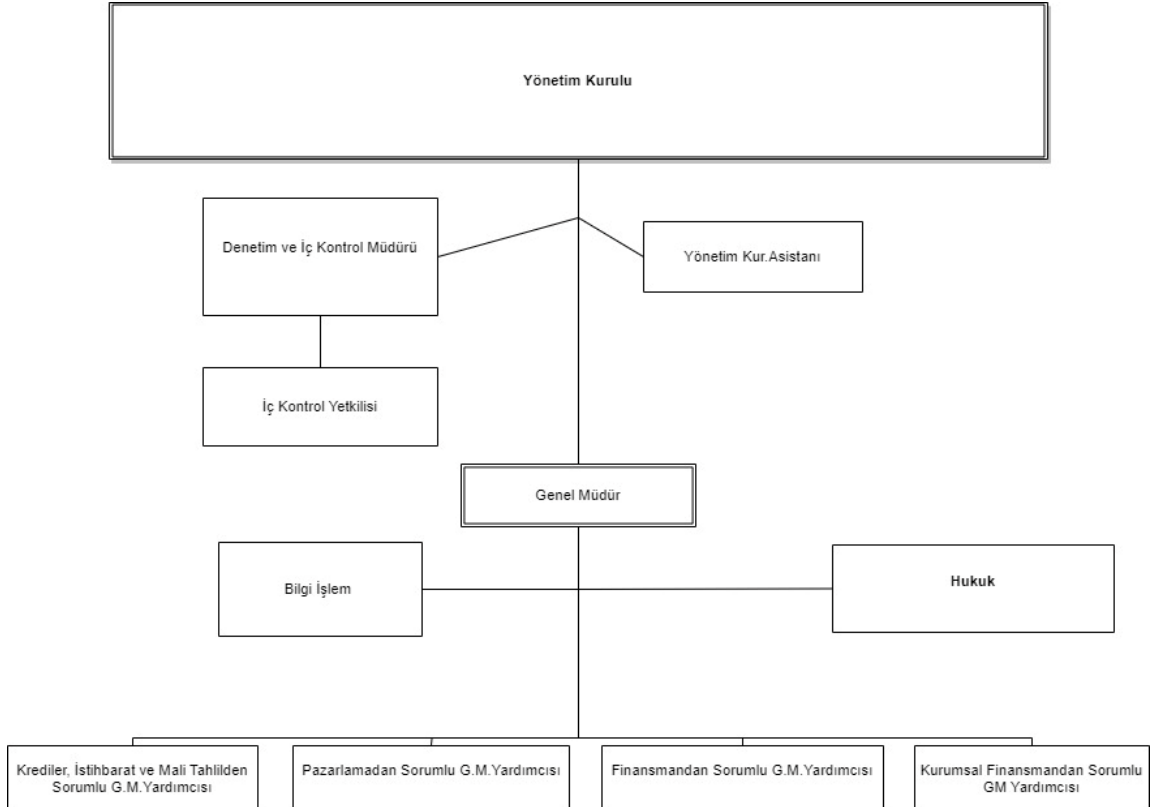 Yönetim Kurulu
Denetim ve İç Kontrol Müdürü
Yönetim Kur.Asistanı
İç Kontrol Yetkilisi
Genel Müdür
Bilgi İşlem
Hukuk
Krediler, İstihbarat ve Mali Tahlilden
Sorumlu G.M.Yardımcısı
Pazarlamadan Sorumlu G.M.Yardımcısı
Finansmandan Sorumlu G.M.Yardımcısı
Kurumsal Finansmandan Sorumlu
GM Yardımcısı